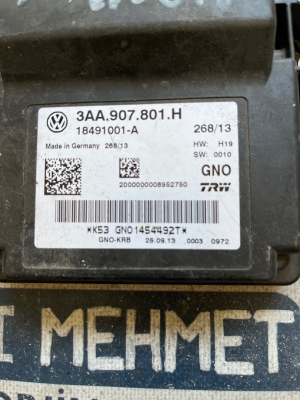 3AA.907.801.H
18491001-A 268/13
Made in Germany 268/13 HW: H19
SW: 0010
GNO
2000000008952750 TRW
*K53 GNO1454492T*
GNO-KRB 25.09.13 0003 0972
MEHMET